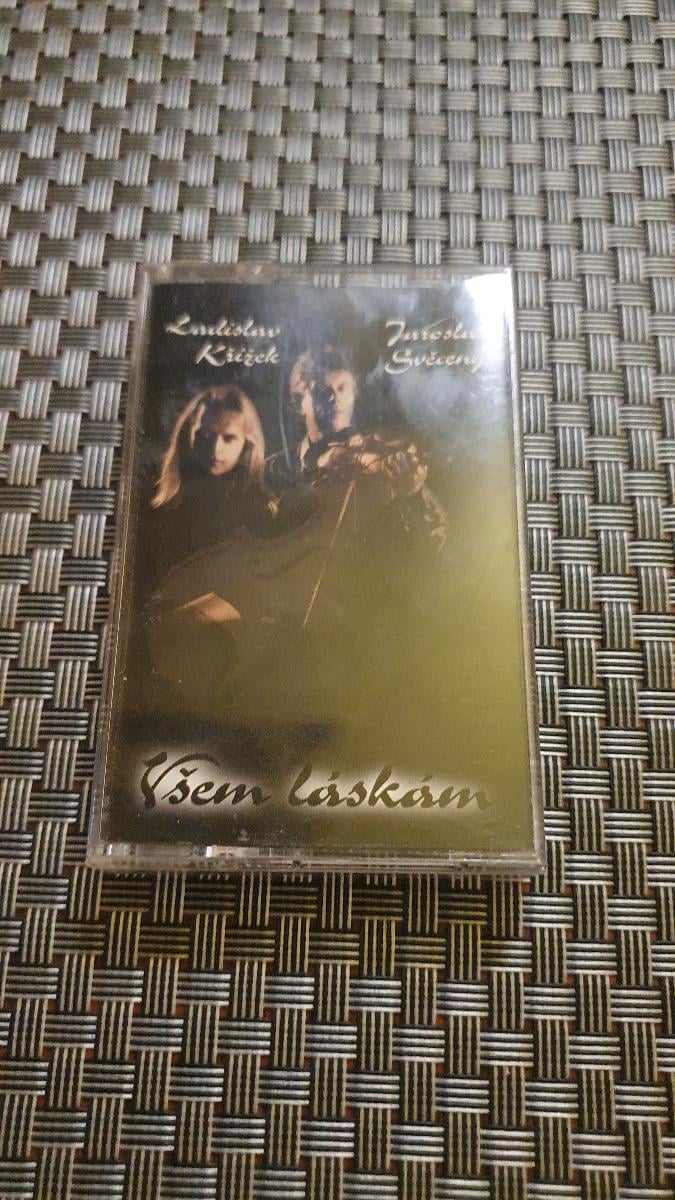 Ladislav Jaroslav
Křížek Svěcený
Všem láskám